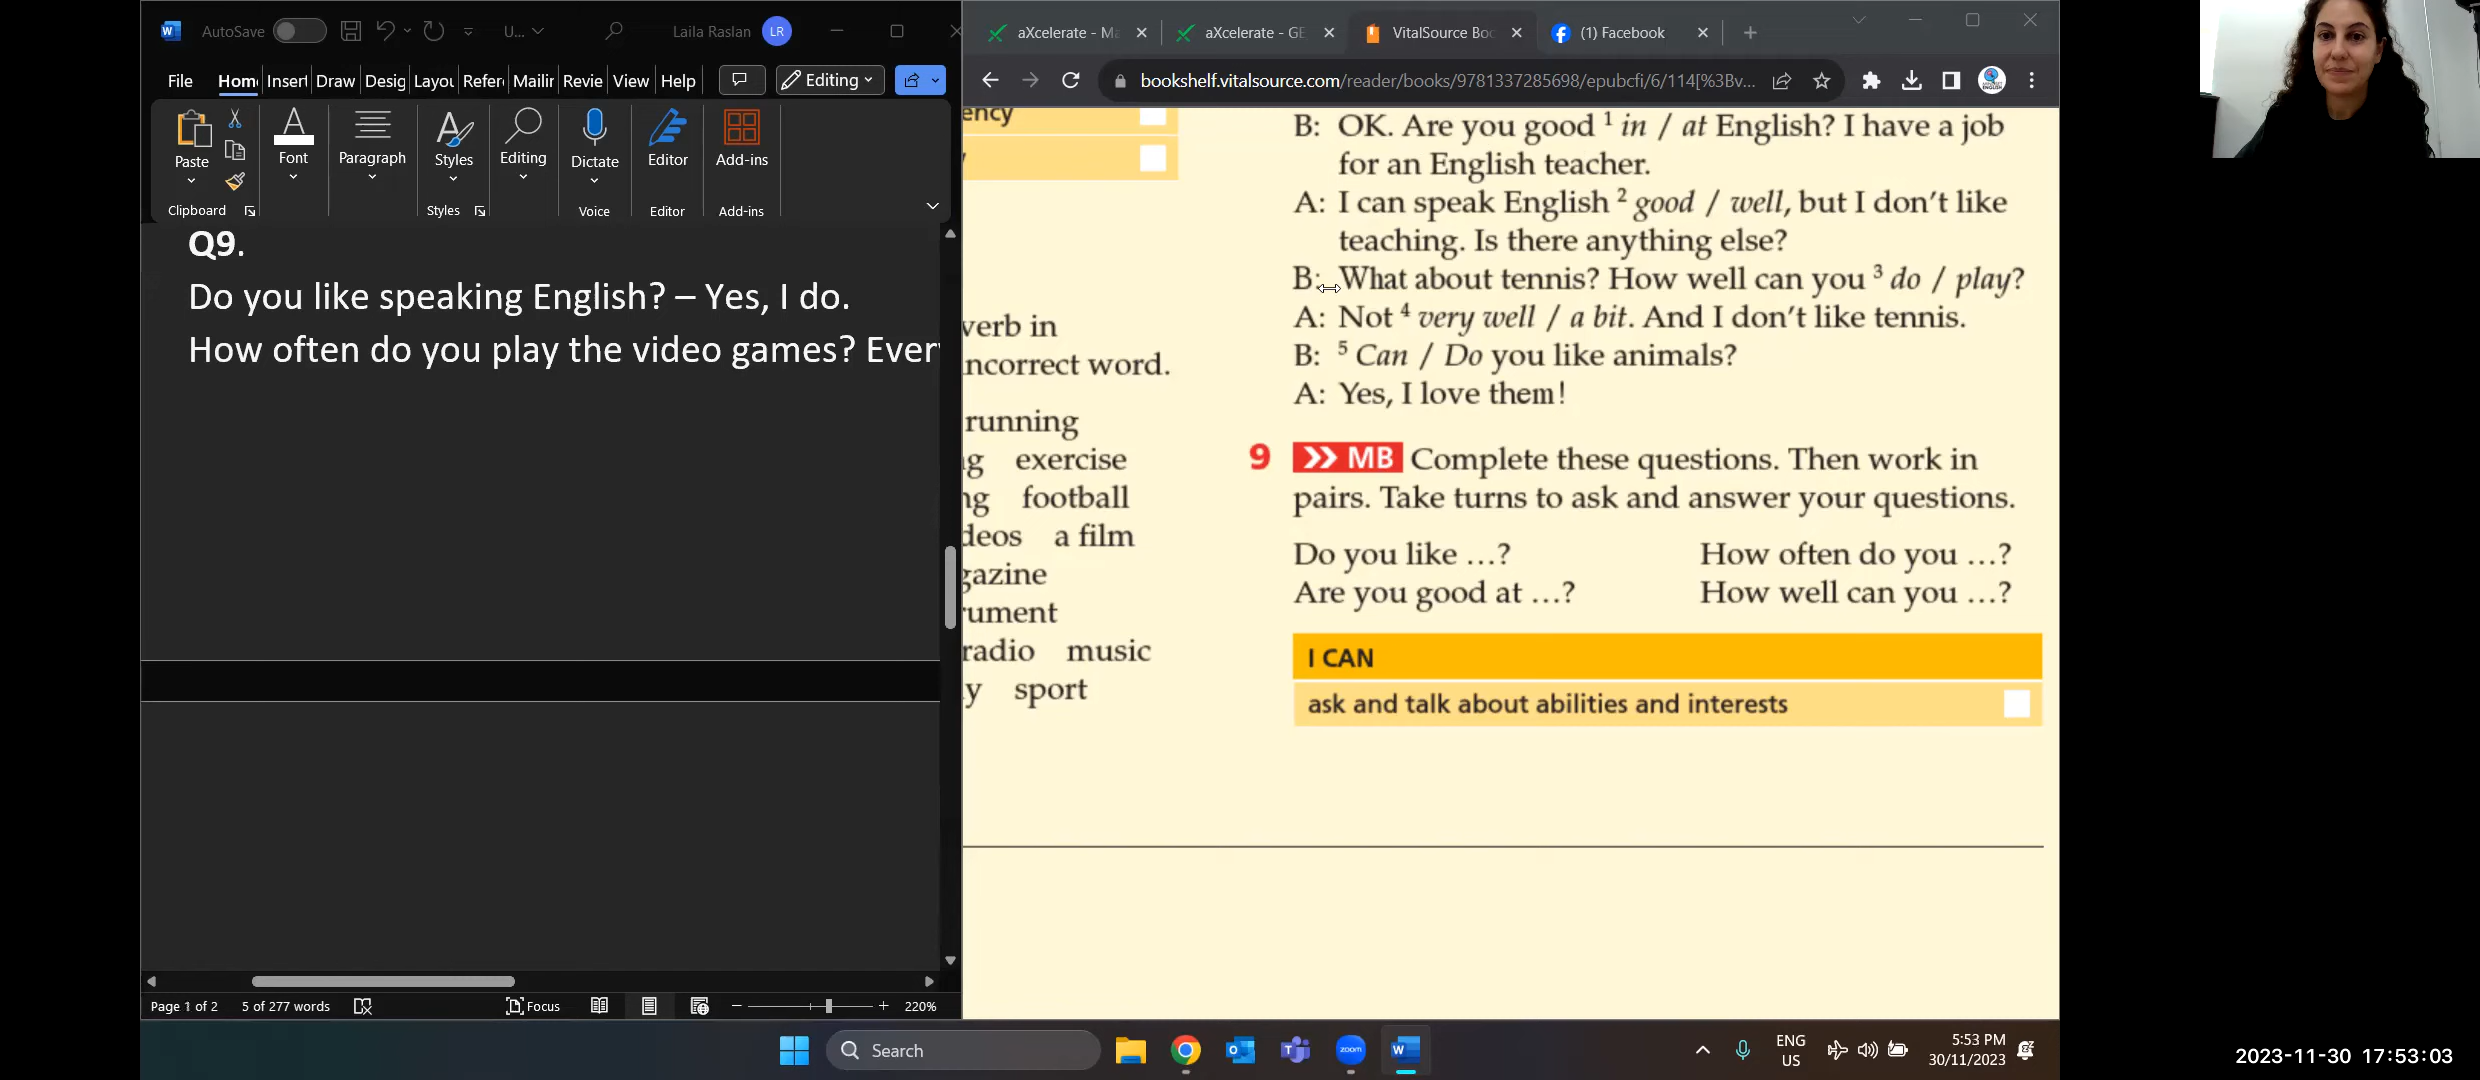 AutoSave
U...
Laila Raslan
LR
File Home Insert Draw Desig Layou Refer Mailin Revie View Help
Editing
Paste
Font
Paragraph
Styles
Editing
Dictate
Editor
Add-ins
Clipboard
Styles
Voice
Editor
Add-ins
Q9.
Do you like speaking English? – Yes, I do.
How often do you play the video games? Ever
Page 1 of 2 5 of 277 words
Focus
220%
aXcelerate - Ma
aXcelerate - GE
VitalSource Boo
(1) Facebook
bookshelf.vitalsource.com/reader/books/9781337285698/epubcfi/6/114[%3Bv...
ency
verb in
ncorrect word.
running
g exercise
ng football
deos a film
gazine
rument
radio music
y sport
B: OK. Are you good ¹ in / at English? I have a job
for an English teacher.
A: I can speak English ² good / well, but I don't like
teaching. Is there anything else?
B: What about tennis? How well can you ³ do / play?
A: Not ⁴ very well / a bit. And I don't like tennis.
B: ⁵ Can / Do you like animals?
A: Yes, I love them!
9 MB Complete these questions. Then work in
pairs. Take turns to ask and answer your questions.
Do you like …? How often do you …?
Are you good at …? How well can you …?
I CAN
ask and talk about abilities and interests
Search
zoom
ENG
US
5:53 PM
30/11/2023
2023-11-30 17:53:03